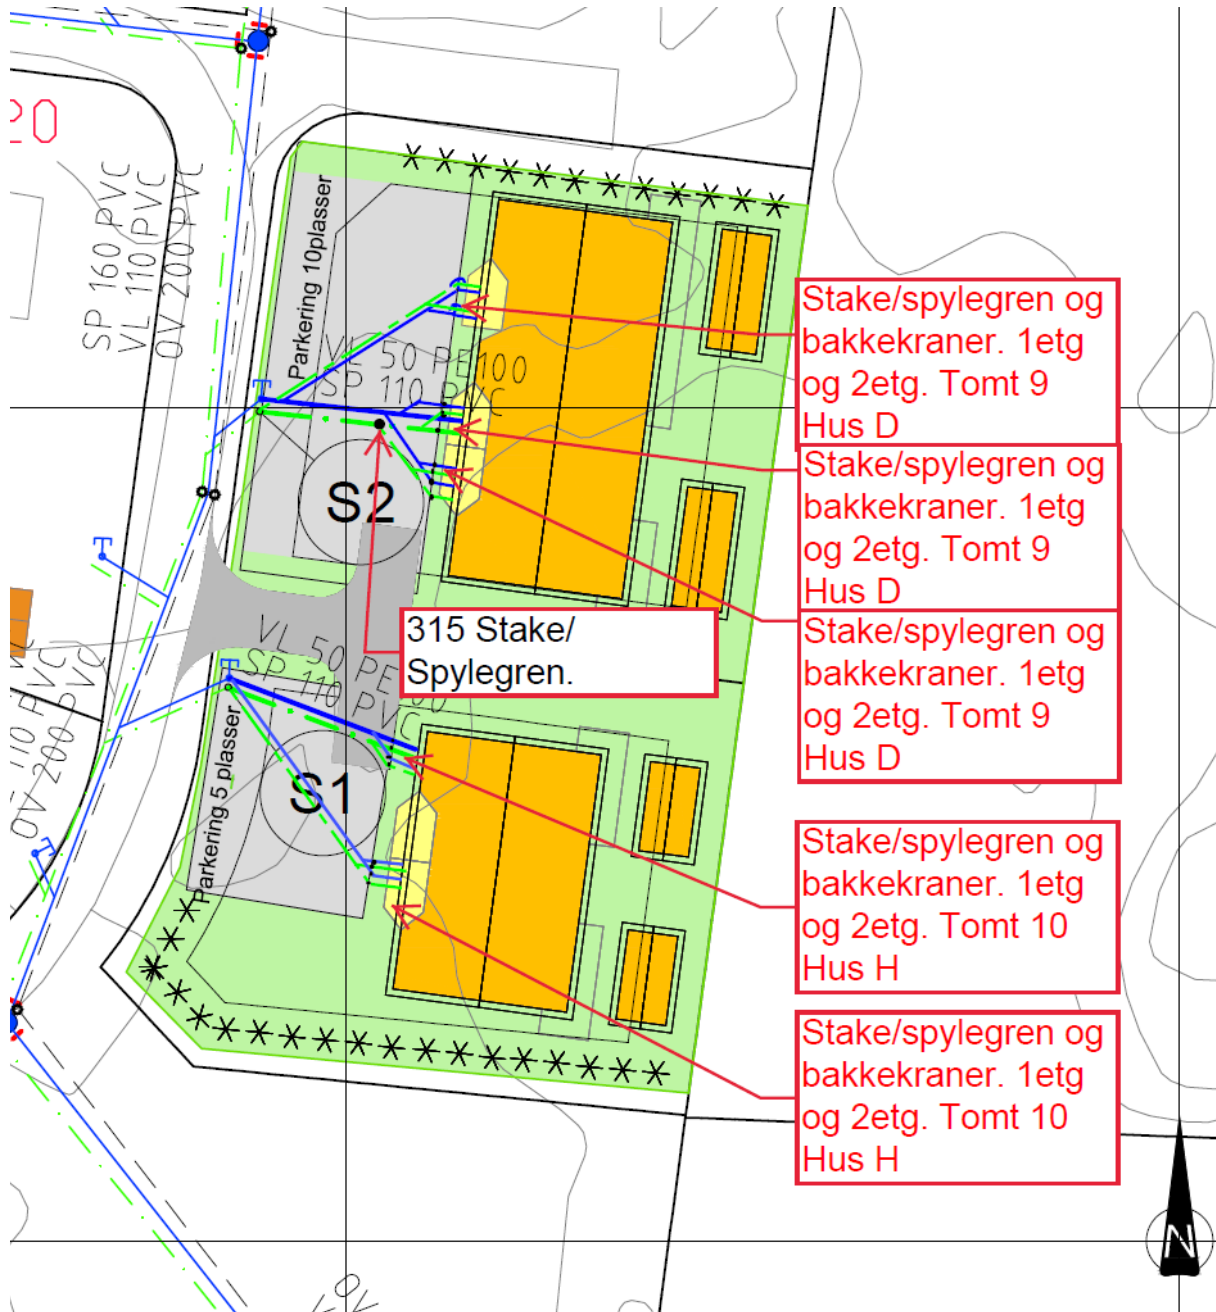 20
SP 160 PVC
VL 110 PVC
OV 200 PVC
Parkering 10plasser
VL 50 PE100
SP 110 PVC
S2
Stake/spylegren og
bakkekraner. 1etg
og 2etg. Tomt 9
Hus D
Stake/spylegren og
bakkekraner. 1etg
og 2etg. Tomt 9
Hus D
Stake/spylegren og
bakkekraner. 1etg
og 2etg. Tomt 9
Hus D
315 Stake/
Spylegren.
VL 50 PE100
SP 110 PVC
S1
Parkering 5 plasser
110 PVC
OV 200 PVC
Stake/spylegren og
bakkekraner. 1etg
og 2etg. Tomt 10
Hus H
Stake/spylegren og
bakkekraner. 1etg
og 2etg. Tomt 10
Hus H
OV
N